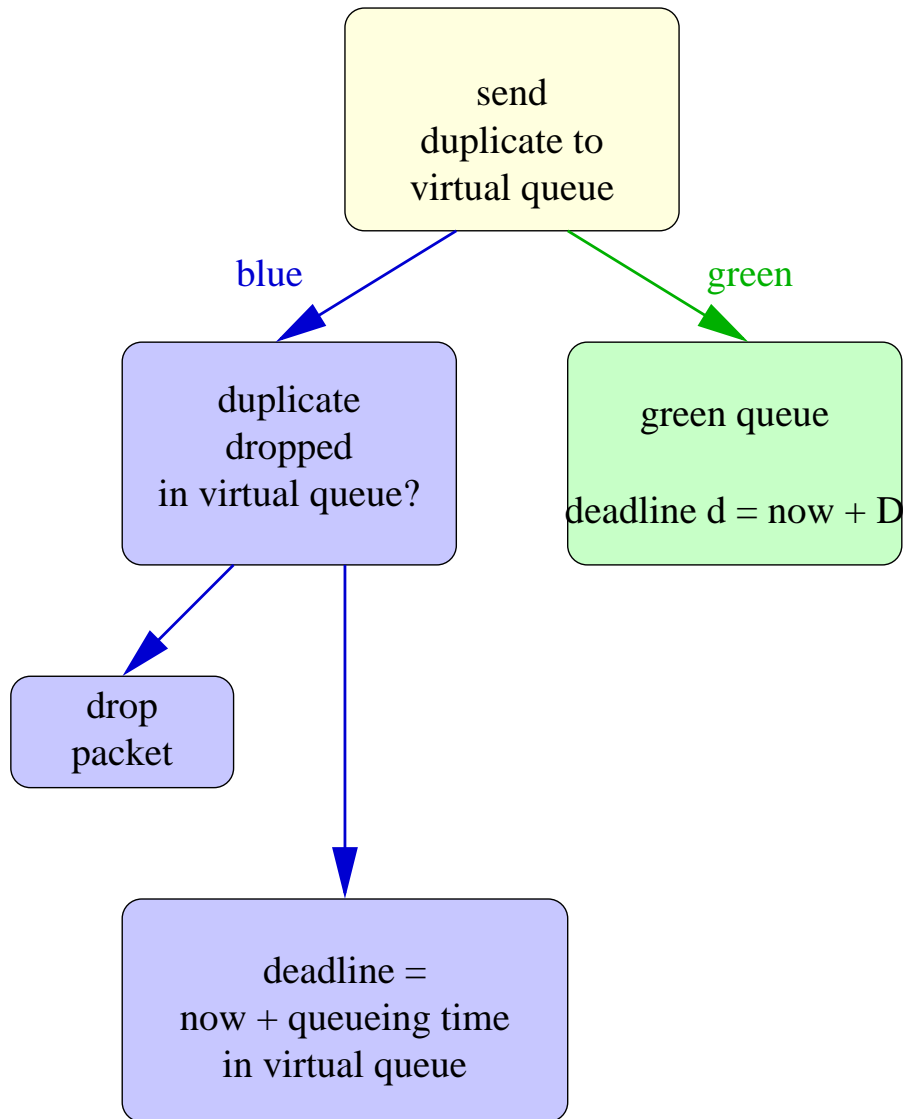 send
duplicate to
virtual queue
blue
green
duplicate
dropped
in virtual queue?
green queue
deadline d = now + D
drop
packet
deadline =
now + queueing time
in virtual queue